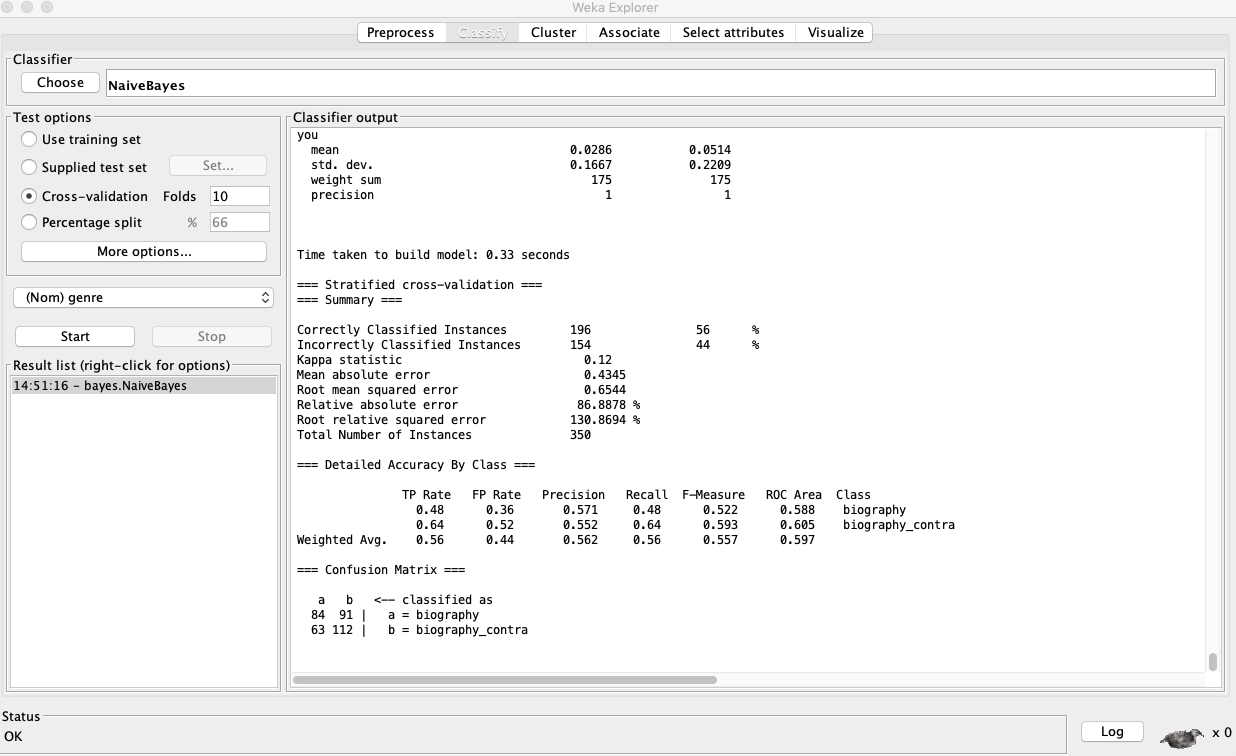 Weka Explorer
Preprocess Classify Cluster Associate Select attributes Visualize
Classifier
Choose NaiveBayes
Test options
Use training set
Supplied test set Set...
Cross-validation Folds 10
Percentage split % 66
More options...
(Nom) genre
Start Stop
Result list (right-click for options)
14:51:16 - bayes.NaiveBayes
Classifier output
you
mean 0.0286 0.0514
std. dev. 0.1667 0.2209
weight sum 175 175
precision 1 1
Time taken to build model: 0.33 seconds
=== Stratified cross-validation ===
=== Summary ===
Correctly Classified Instances 196 56 %
Incorrectly Classified Instances 154 44 %
Kappa statistic 0.12
Mean absolute error 0.4345
Root mean squared error 0.6544
Relative absolute error 86.8878 %
Root relative squared error 130.8694 %
Total Number of Instances 350
=== Detailed Accuracy By Class ===
TP Rate FP Rate Precision Recall F-Measure ROC Area Class
0.48 0.36 0.571 0.48 0.522 0.588 biography
0.64 0.52 0.552 0.64 0.593 0.605 biography_contra
Weighted Avg. 0.56 0.44 0.562 0.56 0.557 0.597
=== Confusion Matrix ===
a b <-- classified as
84 91 | a = biography
63 112 | b = biography_contra
Status
OK
Log x 0